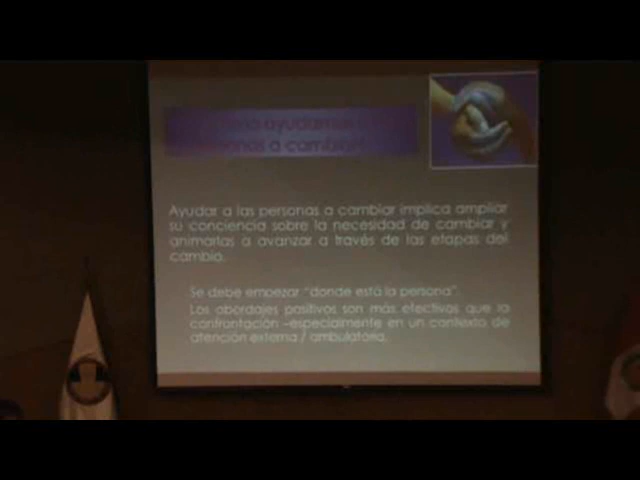 ayudamos
a cambiar
Ayudar a las personas a cambiar implica ampliar
su conciencia sobre la necesidad de cambiar y
animarlas a avanzar a través de las etapas del
cambio.
Se debe empezar "donde está la persona".
Los abordajes positivos son más efectivos que la
confrontación –especialmente en un contexto de
atención externa / ambulatoria.